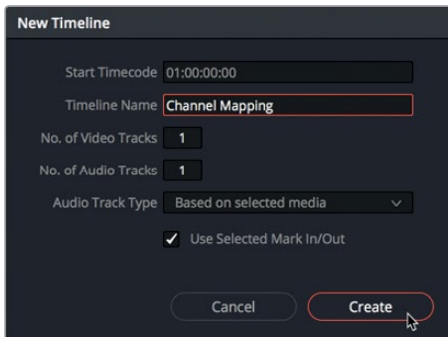 New Timeline
Start Timecode 01:00:00:00
Timeline Name Channel Mapping
No. of Video Tracks 1
No. of Audio Tracks 1
Audio Track Type Based on selected media
Use Selected Mark In/Out
Cancel Create